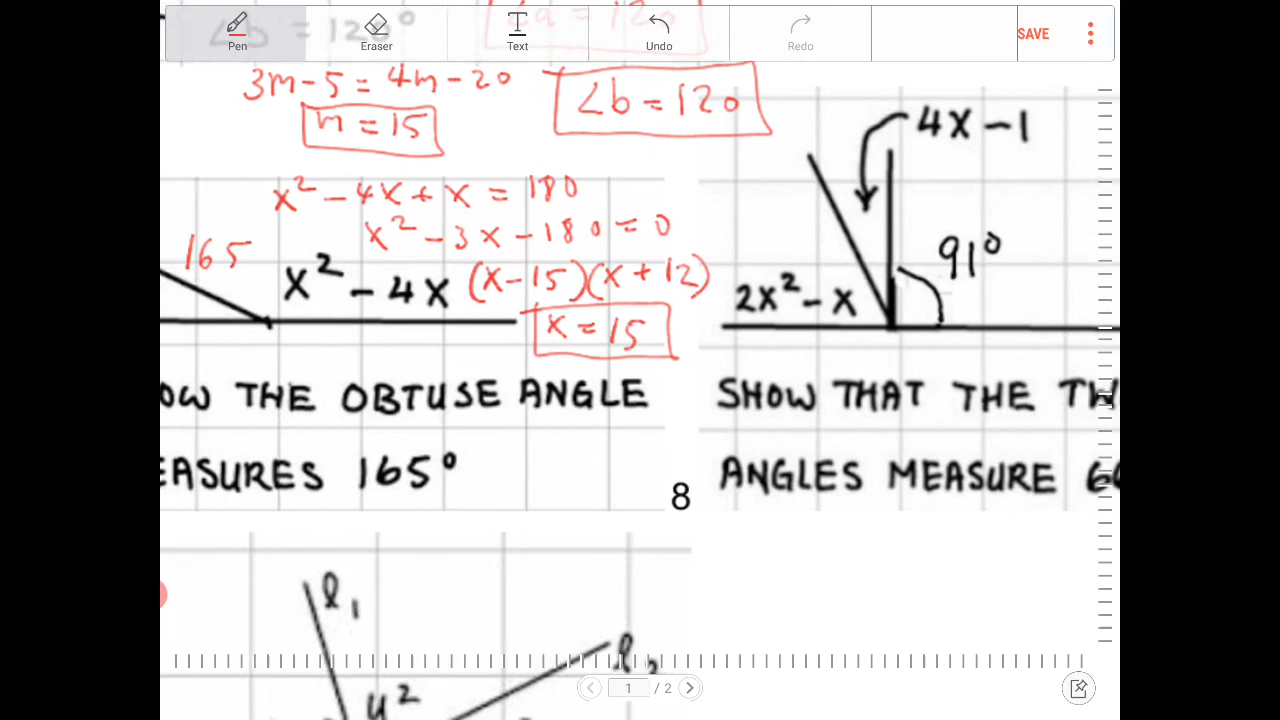 Pen
Eraser
Text
Undo
Redo
SAVE
3m-5=4m-20
m=15
∠b=120
x²-4x+x=180
x²-3x-180=0
165
x²-4x
(x-15)(x+12)
x=15
OW THE OBTUSE ANGLE
EASURES 165°
8
4x-1
91°
2x²-x
SHOW THAT THE TW
ANGLES MEASURE
l₁
l₂
y²
1 / 2